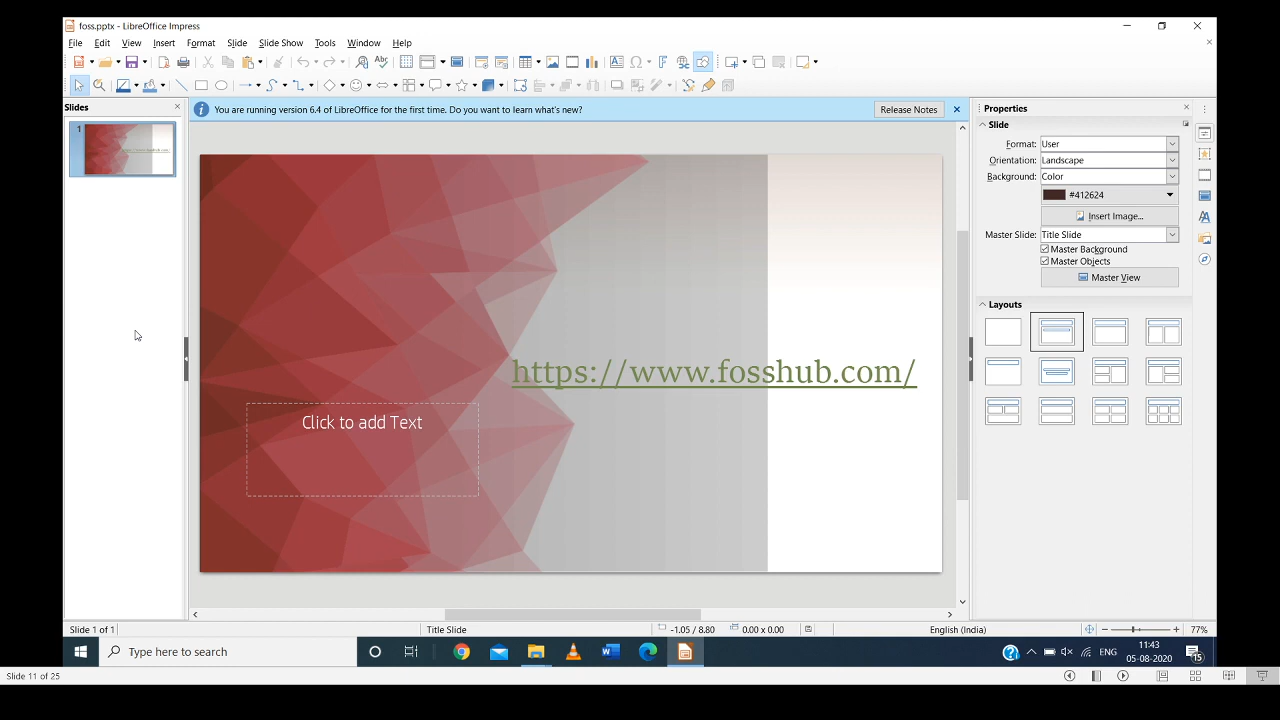 foss.pptx - LibreOffice Impress
File Edit View Insert Format Slide Slide Show Tools Window Help
Slides
You are running version 6.4 of LibreOffice for the first time. Do you want to learn what's new?
Release Notes
Properties
Slide
Format: User
Orientation: Landscape
Background: Color
#412624
Insert Image...
Master Slide: Title Slide
Master Background
Master Objects
Master View
Layouts
1
https://www.fosshub.com/
Click to add Text
Slide 1 of 1
Title Slide
-1.05 / 8.80
0.00 x 0.00
English (India)
77%
Type here to search
ENG
11:43
05-08-2020
15
Slide 11 of 25